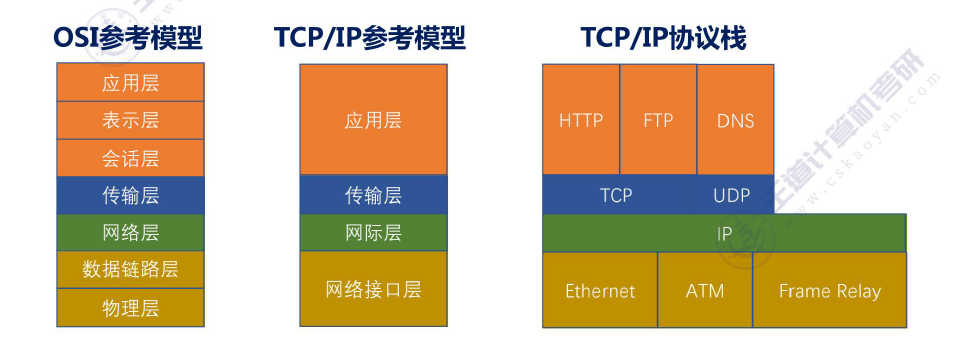 OSI参考模型
TCP/IP参考模型
TCP/IP协议栈
应用层
表示层
会话层
传输层
网络层
数据链路层
物理层
应用层
传输层
网际层
网络接口层
HTTP
FTP
DNS
TCP
UDP
IP
Ethernet
ATM
Frame Relay
王道计算机考研
www.cskaoyan.com